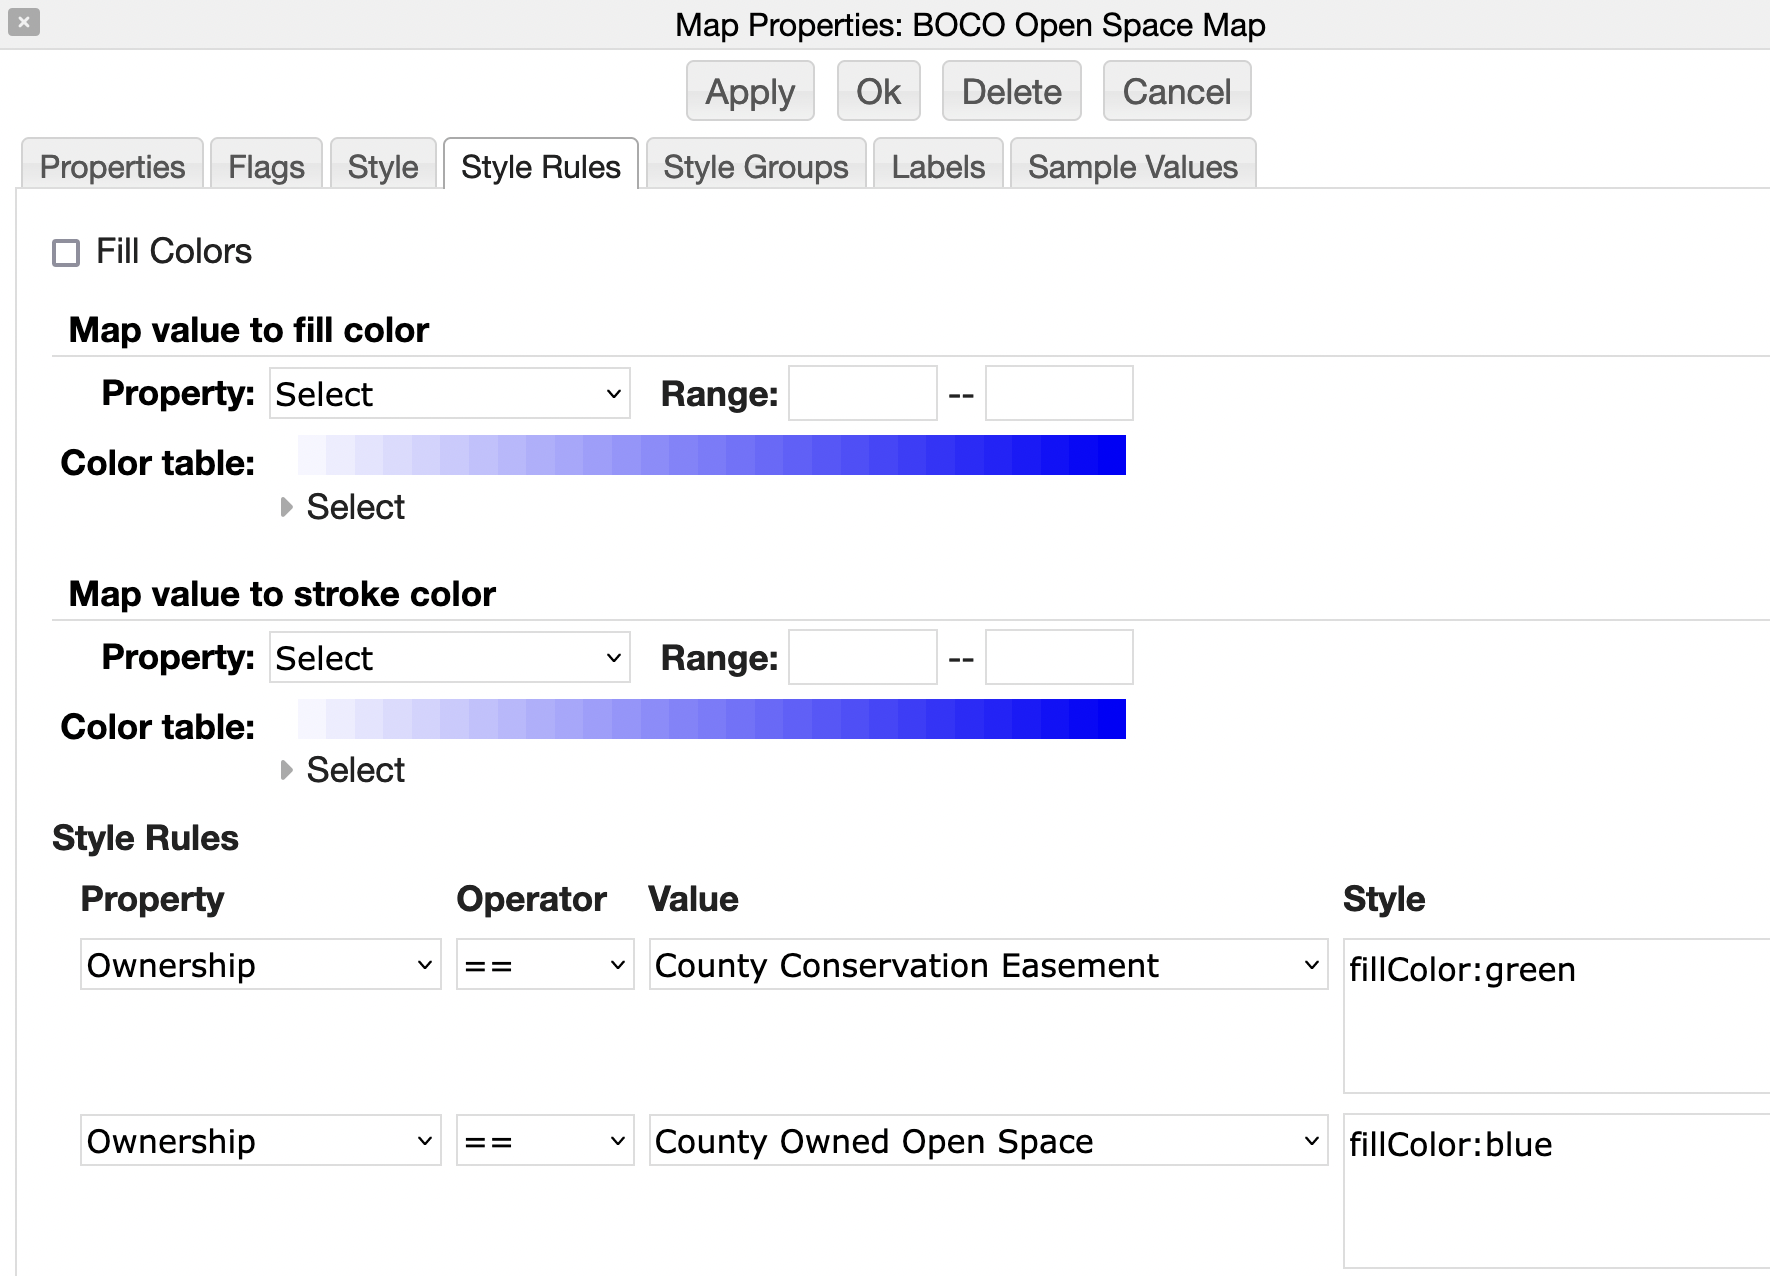 Map Properties: BOCO Open Space Map
Apply Ok Delete Cancel
Properties Flags Style Style Rules Style Groups Labels Sample Values
Fill Colors
Map value to fill color
Property: Select Range: --
Color table:
Select
Map value to stroke color
Property: Select Range: --
Color table:
Select
Style Rules
Property Operator Value Style
Ownership == County Conservation Easement fillColor:green
Ownership == County Owned Open Space fillColor:blue